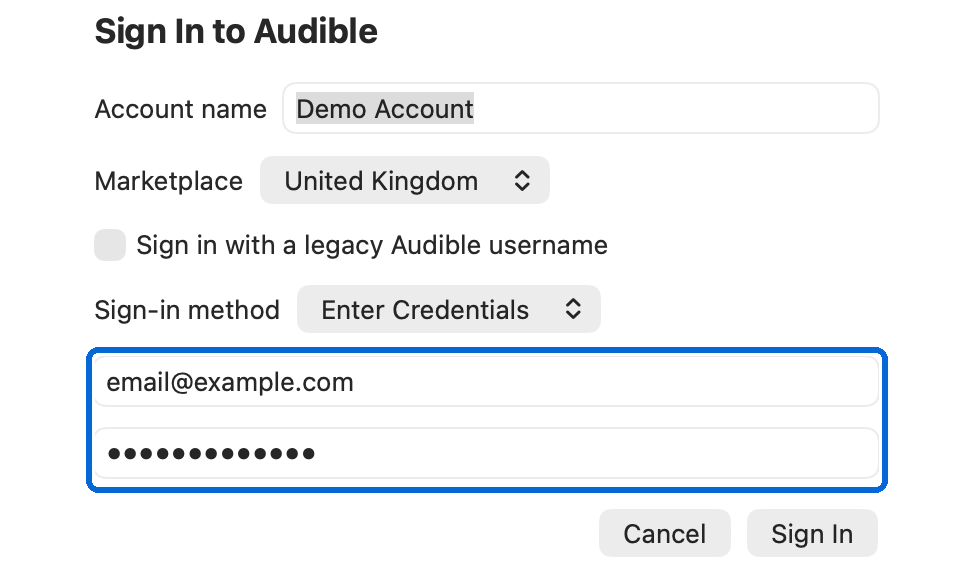 Sign In to Audible
Account name Demo Account
Marketplace United Kingdom
Sign in with a legacy Audible username
Sign-in method Enter Credentials
email@example.com
•••••••••••••
Cancel Sign In